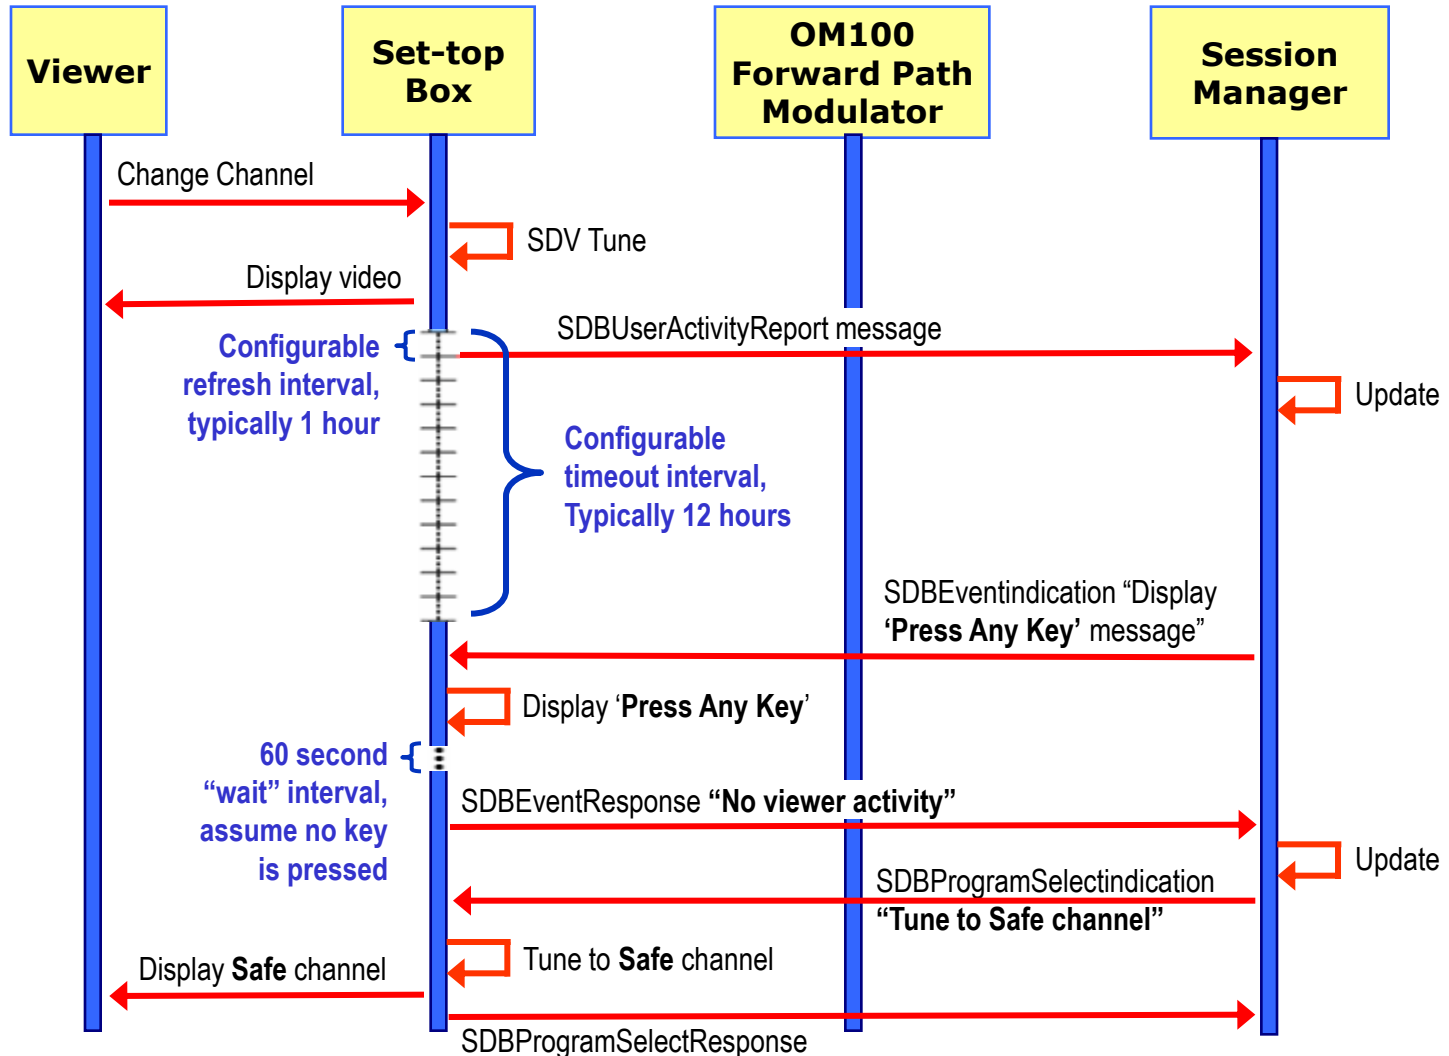 Viewer
Set-top
Box
OM100
Forward Path
Modulator
Session
Manager
Change Channel
SDV Tune
Display video
SDBUserActivityReport message
Configurable
refresh interval,
typically 1 hour
Update
Configurable
timeout interval,
Typically 12 hours
SDBEventindication “Display
‘Press Any Key’ message”
Display ‘Press Any Key’
60 second
“wait” interval,
assume no key
is pressed
SDBEventResponse “No viewer activity”
Update
SDBProgramSelectindication
“Tune to Safe channel”
Tune to Safe channel
Display Safe channel
SDBProgramSelectResponse